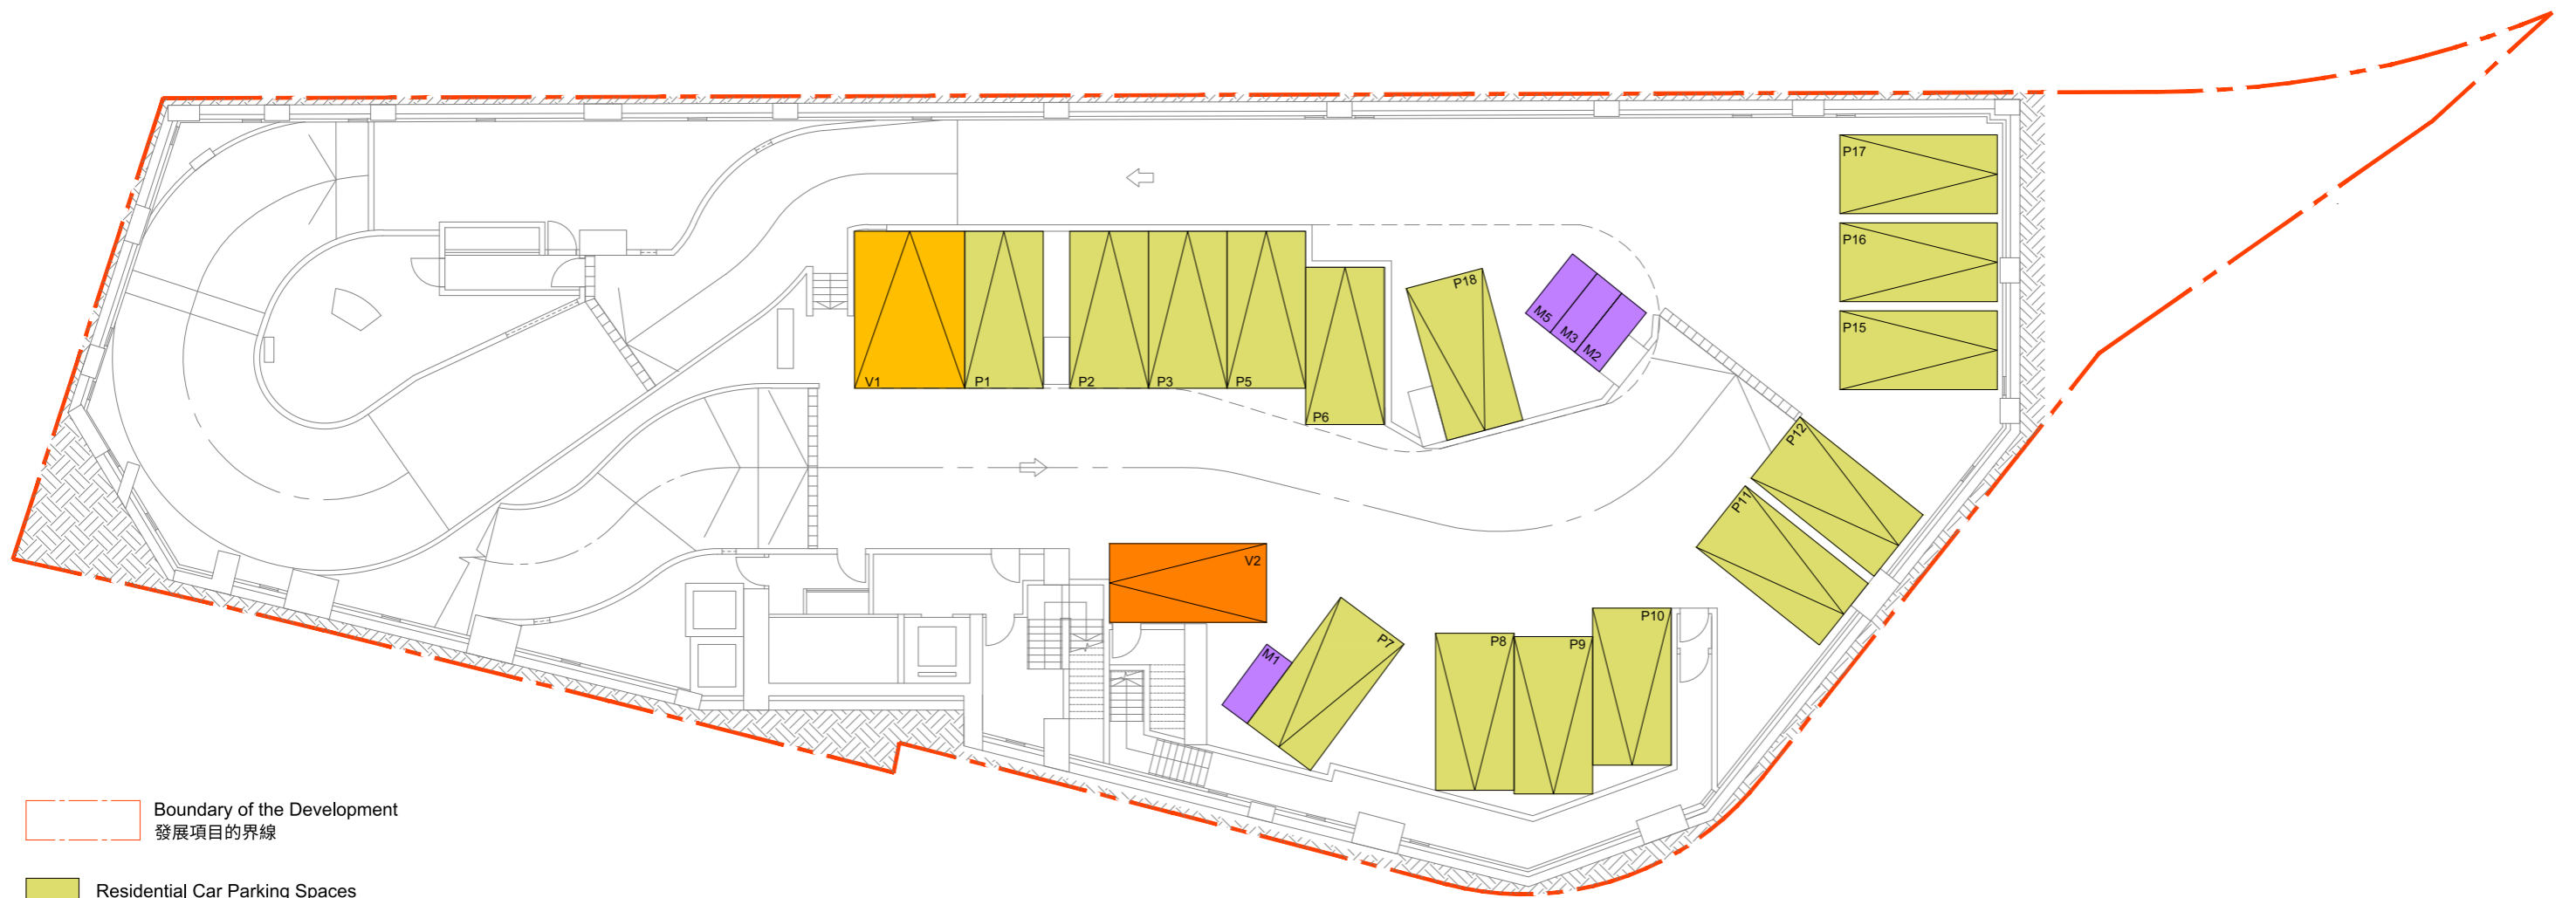 P17
P18
P16
M5
M3
M2
P15
V1
P1
P2
P3
P5
P6
P12
P11
V2
M1
P7
P8
P9
P10
Boundary of the Development
發展項目的界線
Residential Car Parking Spaces